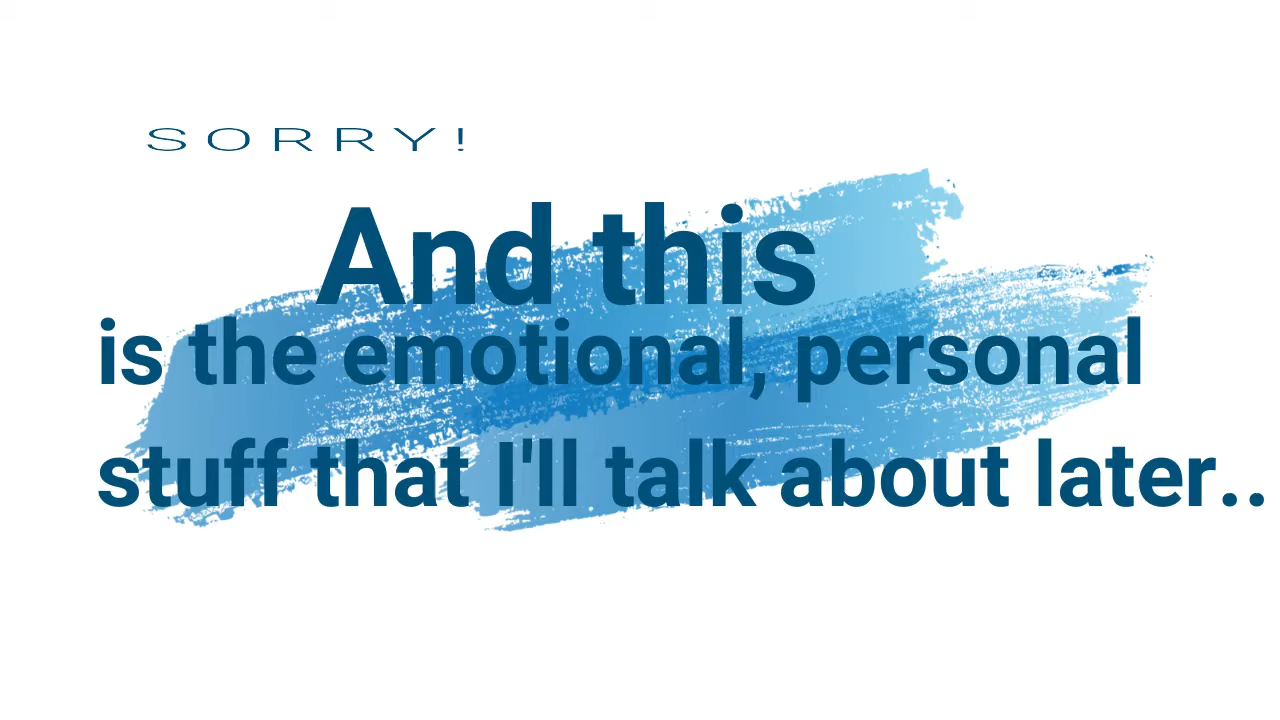 SORRY!
And this
is the emotional, personal
stuff that I'll talk about later..